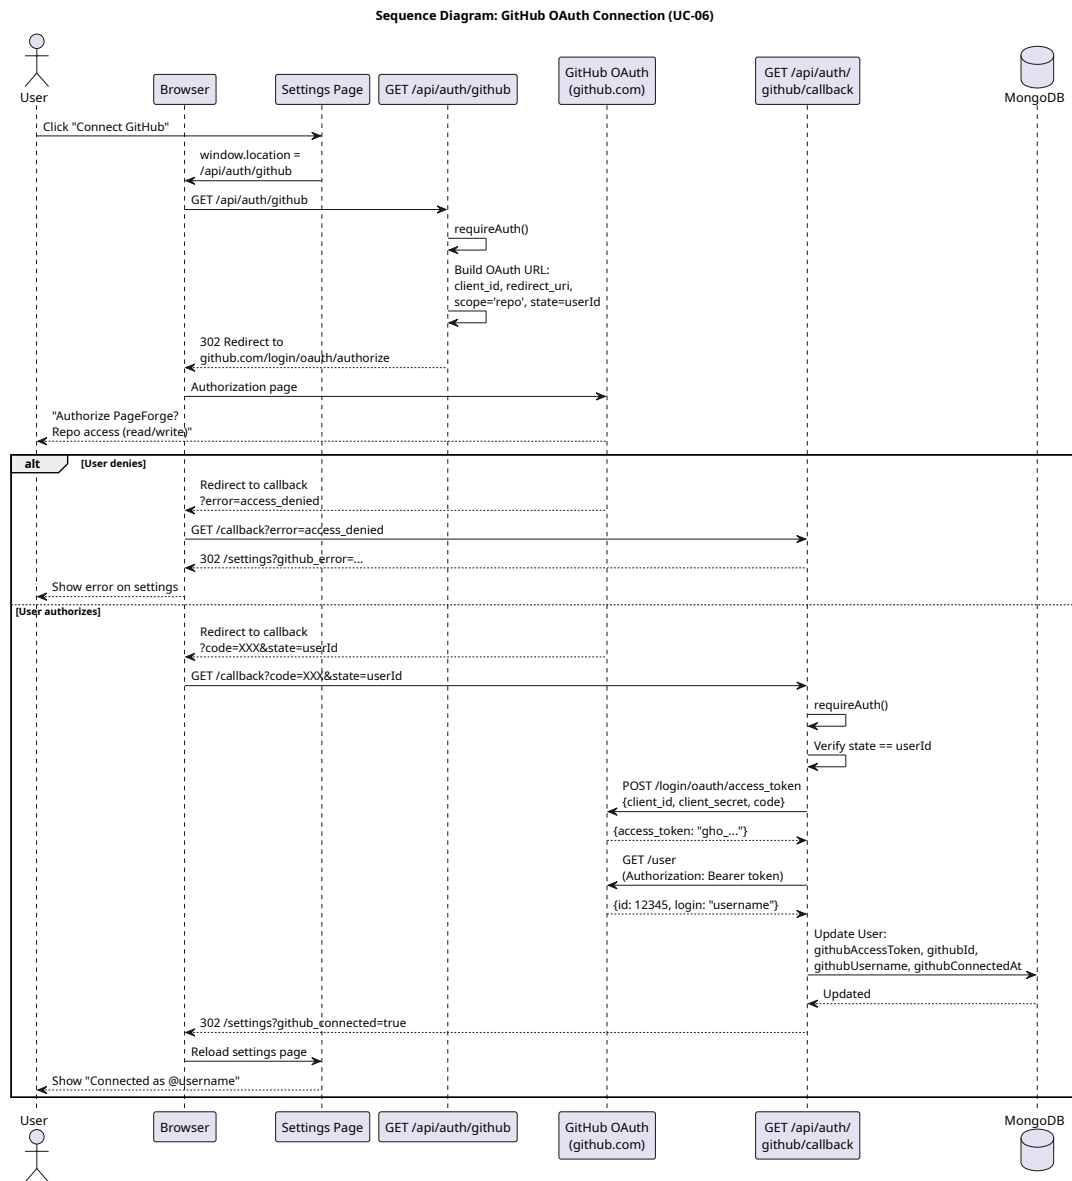 Sequence Diagram: GitHub OAuth Connection (UC-06)
User
Browser
Settings Page
GET /api/auth/github
GitHub OAuth
(github.com)
GET /api/auth/
github/callback
MongoDB
Click "Connect GitHub"
window.location =
/api/auth/github
GET /api/auth/github
requireAuth()
Build OAuth URL:
client_id, redirect_uri,
scope='repo', state=userId
302 Redirect to
github.com/login/oauth/authorize
Authorization page
"Authorize PageForge?
Repo access (read/write)"
alt
[User denies]
Redirect to callback
?error=access_denied
GET /callback?error=access_denied
302 /settings?github_error=...
Show error on settings
[User authorizes]
Redirect to callback
?code=XXX&state=userId
GET /callback?code=XXX&state=userId
requireAuth()
Verify state == userId
POST /login/oauth/access_token
{client_id, client_secret, code}
{access_token: "gho_..."}
GET /user
(Authorization: Bearer token)
{id: 12345, login: "username"}
Update User:
githubAccessToken, githubId,
githubUsername, githubConnectedAt
Updated
302 /settings?github_connected=true
Reload settings page
Show "Connected as @username"
User
Browser
Settings Page
GET /api/auth/github
GitHub OAuth
(github.com)
GET /api/auth/
github/callback
MongoDB